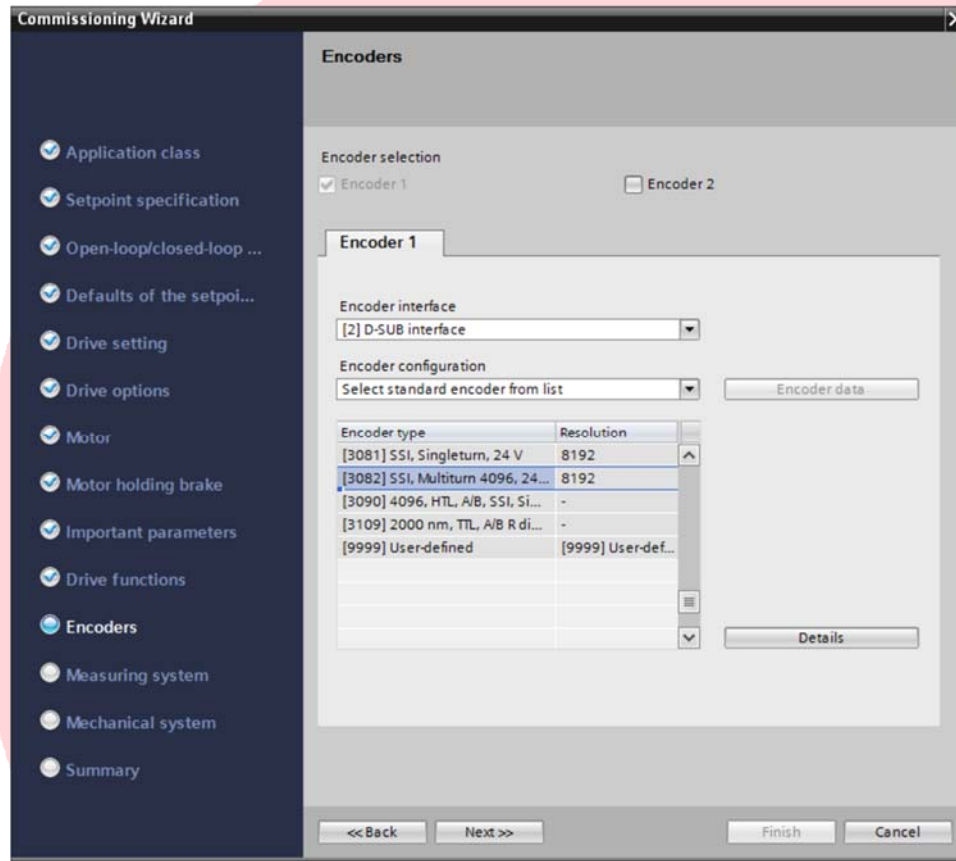 Commissioning Wizard
Encoders
Application class
Setpoint specification
Open-loop/closed-loop ...
Defaults of the setpoi...
Drive setting
Drive options
Motor
Motor holding brake
Important parameters
Drive functions
Encoders
Measuring system
Mechanical system
Summary
Encoder selection
Encoder 1 Encoder 2
Encoder 1
Encoder interface
[2] D-SUB interface
Encoder configuration
Select standard encoder from list Encoder data
Encoder type Resolution
[3081] SSI, Singleturn, 24 V 8192
[3082] SSI, Multiturn 4096, 24... 8192
[3090] 4096, HTL, A/B, SSI, Si... -
[3109] 2000 nm, TTL, A/B R di... -
[9999] User-defined [9999] User-def...
Details
<<Back Next>> Finish Cancel